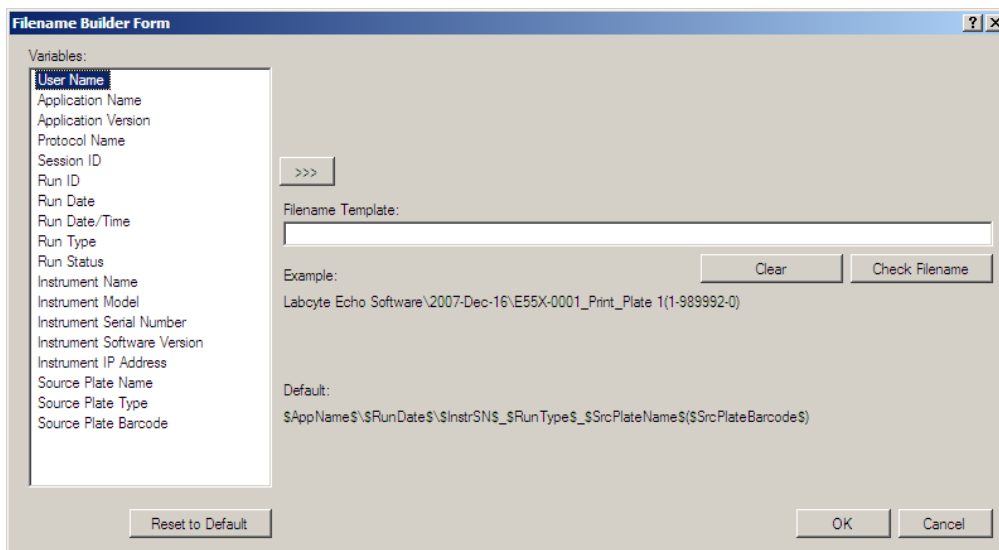 Filename Builder Form
Variables:
User Name
Application Name
Application Version
Protocol Name
Session ID
Run ID
Run Date
Run Date/Time
Run Type
Run Status
Instrument Name
Instrument Model
Instrument Serial Number
Instrument Software Version
Instrument IP Address
Source Plate Name
Source Plate Type
Source Plate Barcode
>>>
Filename Template:
Clear
Check Filename
Example:
Labcyte Echo Software\2007-Dec-16\E55X-0001_Print_Plate 1(1-989992-0)
Default:
$AppName$\$RunDate$\$InstrSN$_$RunType$_$SrcPlateName$($SrcPlateBarcode$)
Reset to Default
OK
Cancel